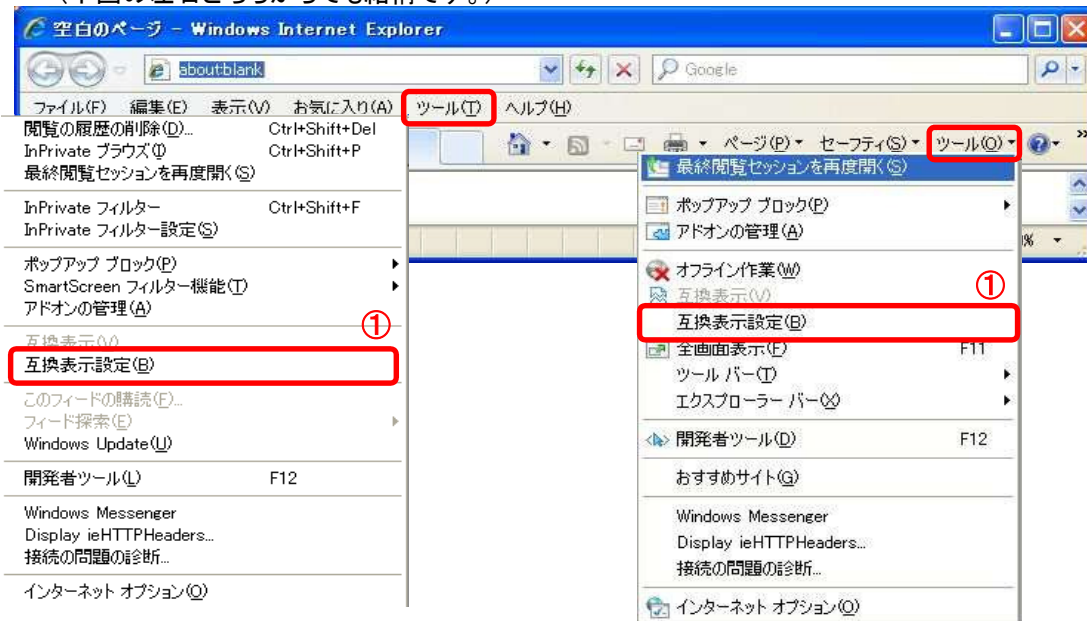 空白のページ - Windows Internet Explorer
about:blank
Google
ファイル(F) 編集(E) 表示(V) お気に入り(A) ツール(T) ヘルプ(H)
ページ(P) セーフティ(S) ツール(O) »
閲覧の履歴の削除(D)... Ctrl+Shift+Del
InPrivate ブラウズ(I) Ctrl+Shift+P
最終閲覧セッションを再度開く(S)
InPrivate フィルター Ctrl+Shift+F
InPrivate フィルター設定(S)
ポップアップ ブロック(P)
SmartScreen フィルター機能(T)
アドオンの管理(A)
①
互換表示(V)
互換表示設定(B)
このフィードの購読(F)...
フィード探索(E)
Windows Update(U)
開発者ツール(L) F12
Windows Messenger
Display ieHTTPHeaders...
接続の問題の診断...
インターネット オプション(O)
最終閲覧セッションを再度開く(S)
ポップアップ ブロック(P)
アドオンの管理(A)
%
オフライン作業(W)
①
互換表示(V)
互換表示設定(B)
全画面表示(F) F11
ツール バー(T)
エクスプローラー バー(X)
開発者ツール(D) F12
おすすめサイト(G)
Windows Messenger
Display ieHTTPHeaders...
接続の問題の診断...
インターネット オプション(O)